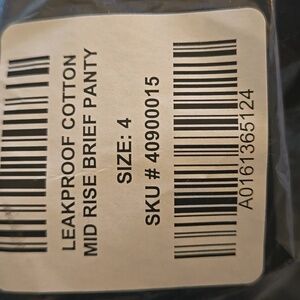 LEAKPROOF COTTON
MID RISE BRIEF PANTY
SIZE: 4
SKU # 40900015
A0161365124